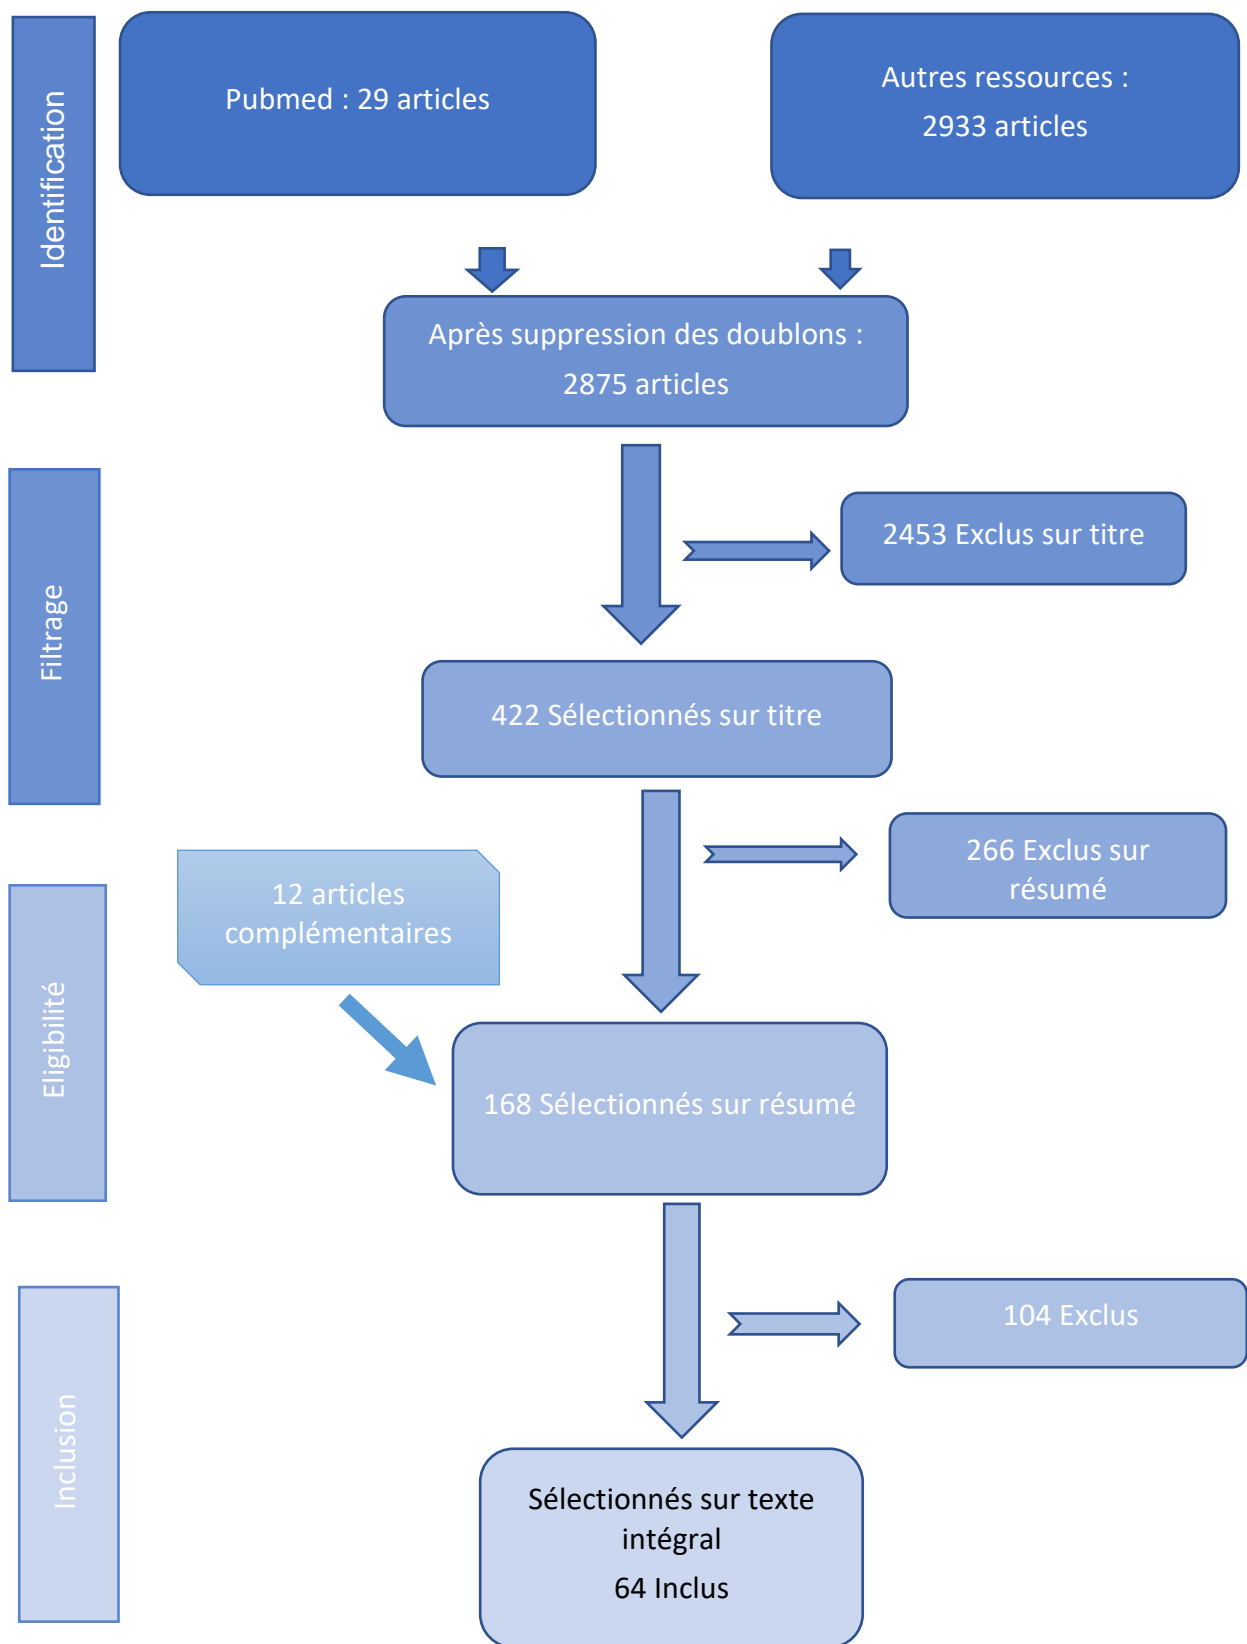 Identification
Pubmed : 29 articles
Autres ressources :
2933 articles
Après suppression des doublons :
2875 articles
Filtrage
2453 Exclus sur titre
422 Sélectionnés sur titre
266 Exclus sur
résumé
12 articles
complémentaires
Eligibilité
168 Sélectionnés sur résumé
104 Exclus
Inclusion
Sélectionnés sur texte
intégral
64 Inclus